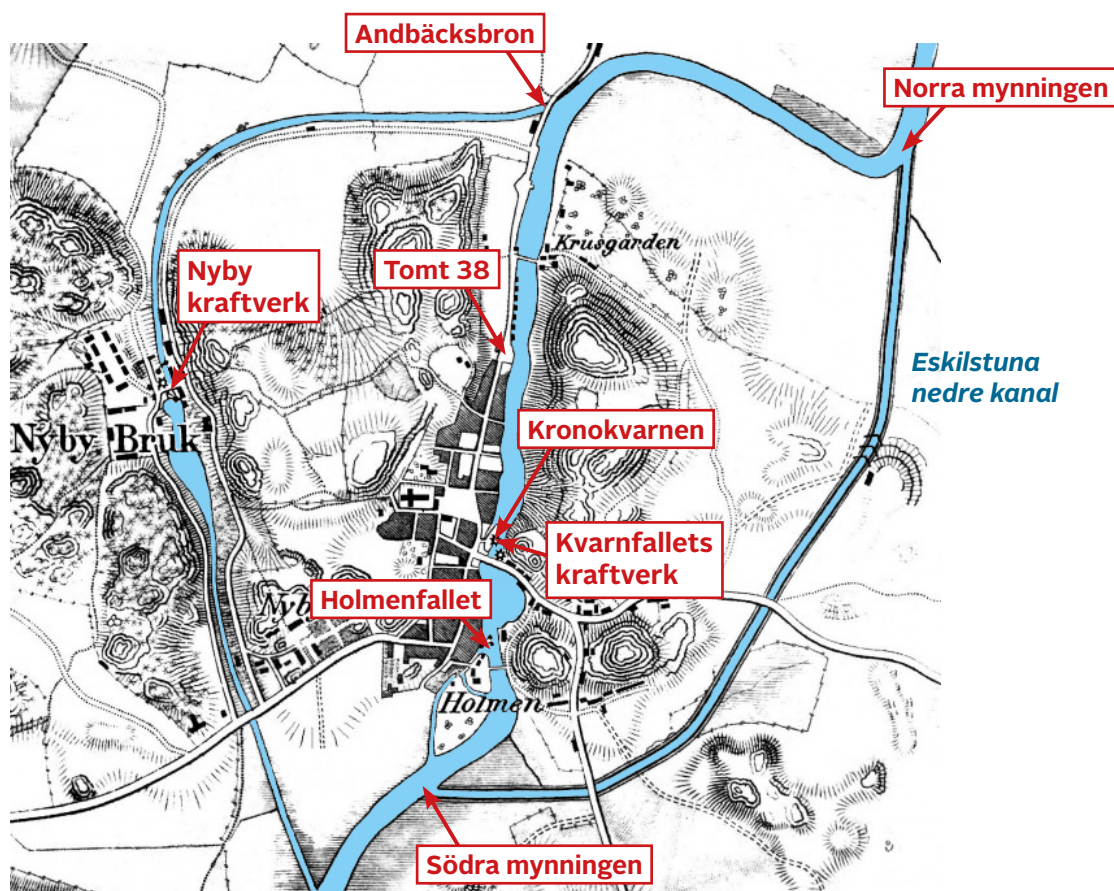 Andbäcksbron
Norra mynningen
Krusgården
Nyby
kraftverk
Tomt 38
Eskilstuna
nedre kanal
Nyby Bruk
Kronokvarnen
Kvarnfallets
kraftverk
Holmenfallet
Holmen
Södra mynningen